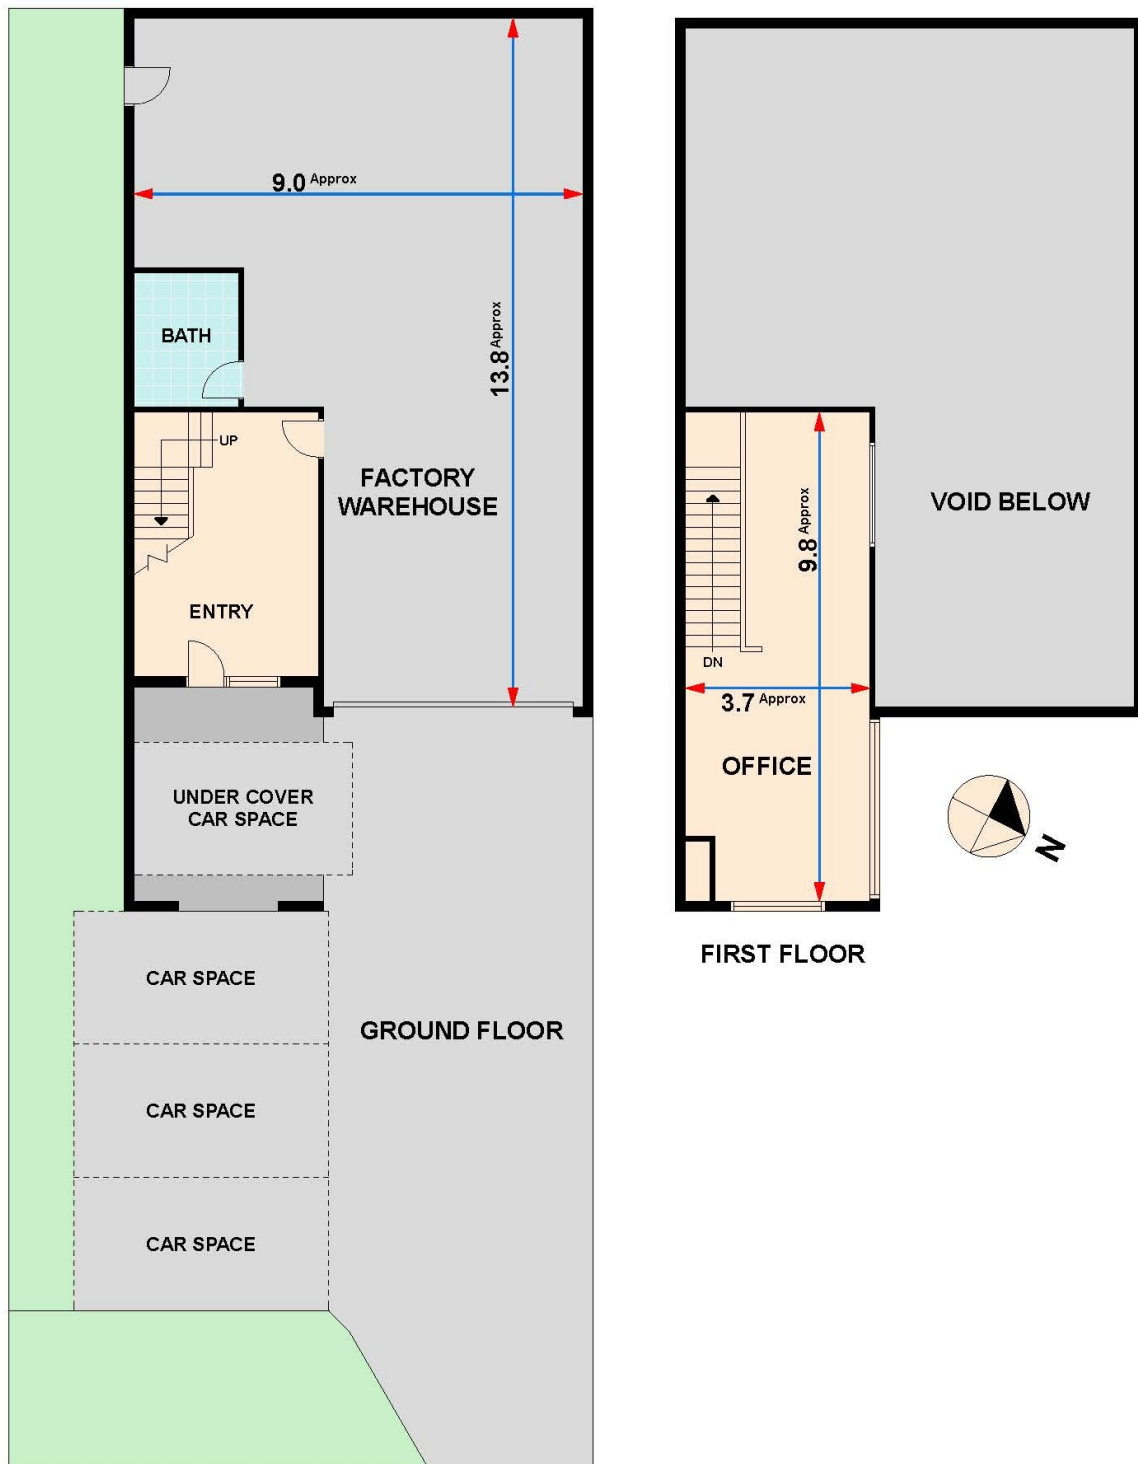 9.0 Approx
BATH
13.8 Approx
UP
FACTORY
WAREHOUSE
ENTRY
UNDER COVER
CAR SPACE
CAR SPACE
GROUND FLOOR
CAR SPACE
CAR SPACE
VOID BELOW
9.8 Approx
DN
3.7 Approx
OFFICE
N
FIRST FLOOR